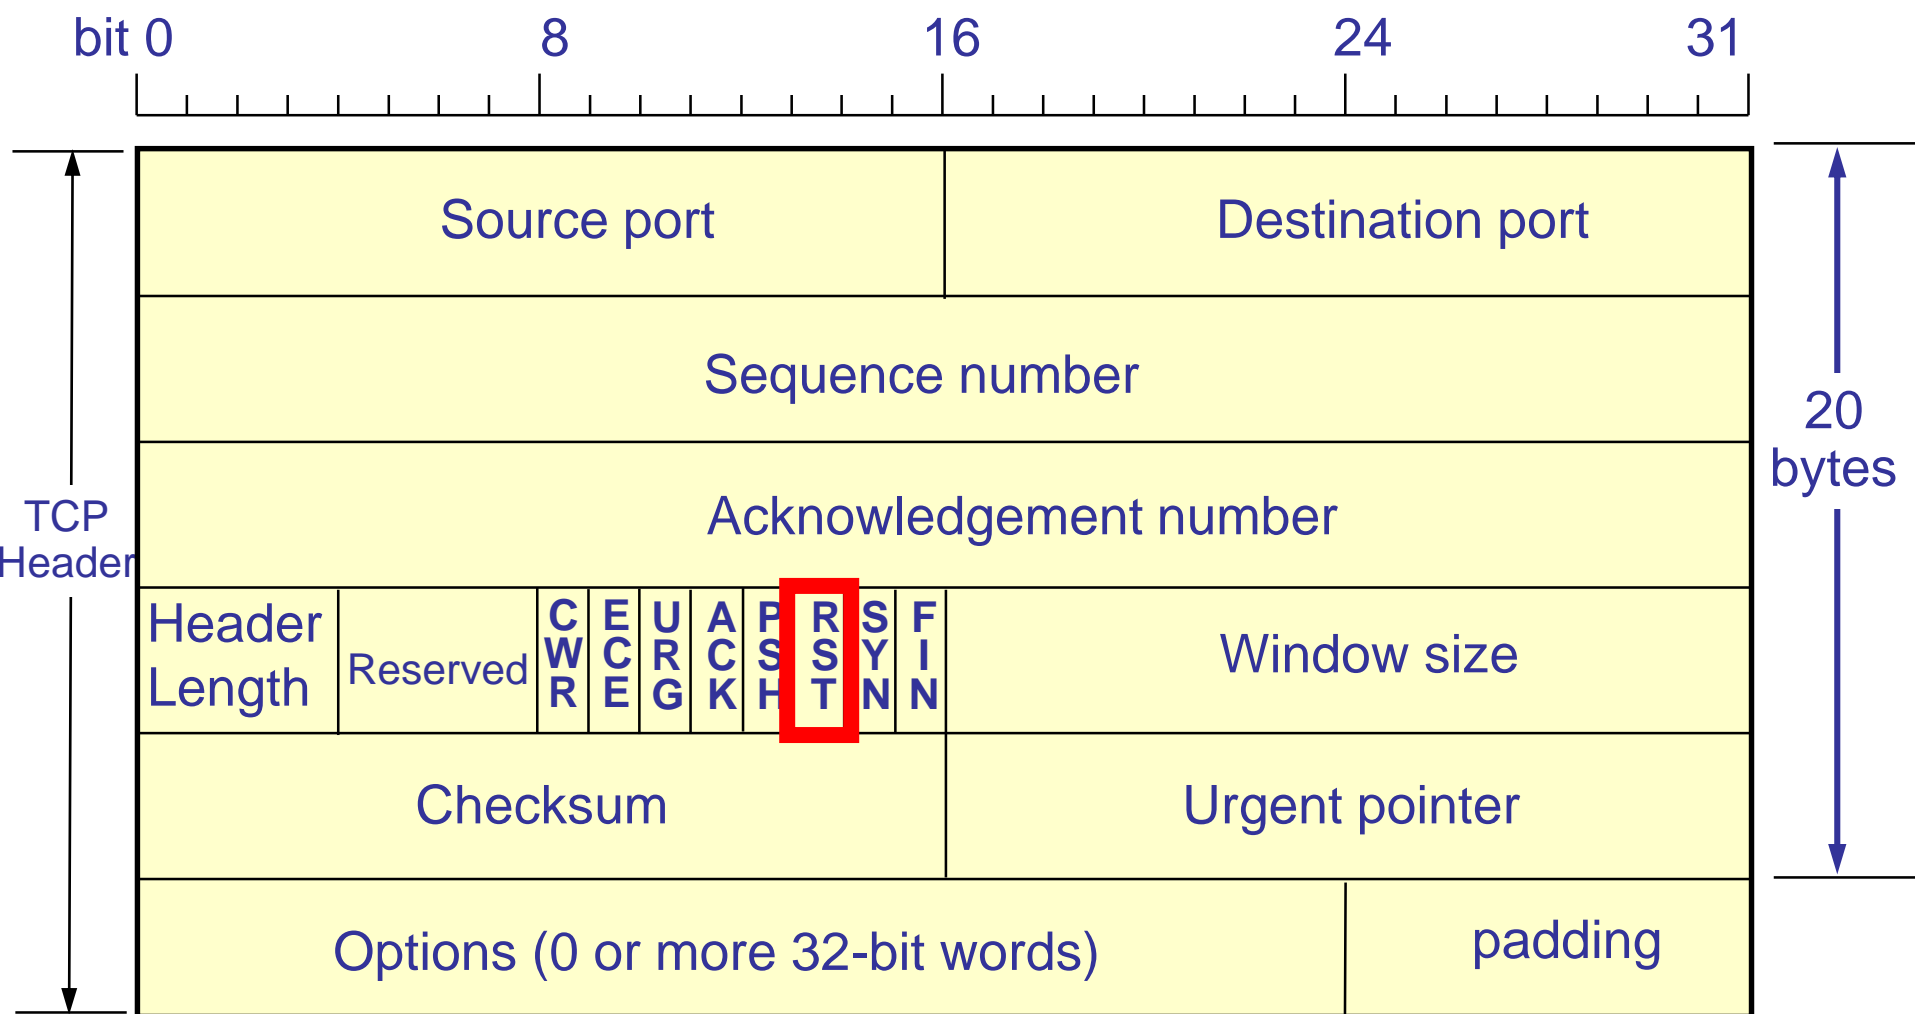 bit 0 8 16 24 31
Source port Destination port
Sequence number
20
bytes
Acknowledgement number
TCP
Header
Header
Length
Reserved
CWR ECE URG ACK PSH RST SYN FIN
Window size
Checksum Urgent pointer
Options (0 or more 32-bit words) padding